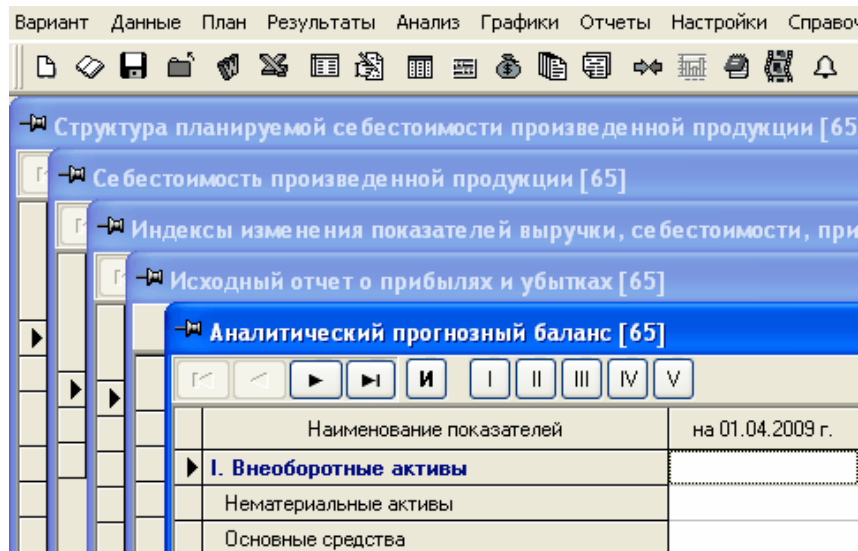 Вариант Данные План Результаты Анализ Графики Отчеты Настройки
Структура планируемой себестоимости произведенной продукции [65
Себестоимость произведенной продукции [65]
Индексы изменения показателей выручки, себестоимости, при
Исходный отчет о прибылях и убытках [65]
Аналитический прогнозный баланс [65]
И I II III IV V
Наименование показателей на 01.04.2009 г.
I. Внеоборотные активы
Нематериальные активы
Основные средства